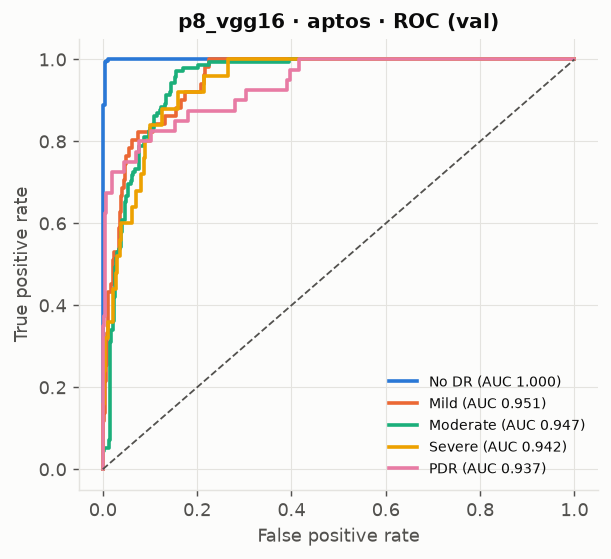 p8_vgg16 · aptos · ROC (val)
1.0
0.8
0.6
0.4
0.2
0.0
True positive rate
No DR (AUC 1.000)
Mild (AUC 0.951)
Moderate (AUC 0.947)
Severe (AUC 0.942)
PDR (AUC 0.937)
0.0 0.2 0.4 0.6 0.8 1.0
False positive rate